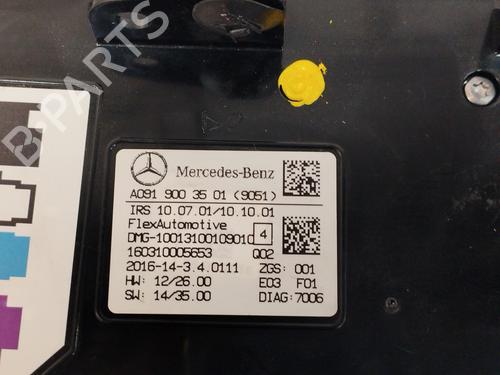 B-PARTS
Mercedes-Benz
A091 900 35 01 (9051)
IRS 10.07.01/10.10.01
FlexAutomotive
DMG-10013100109010 4
160310005653 Q02
2016-14-3.4.0111 ZGS: 001
HW: 12/26.00 E03 F01
SW: 14/35.00 DIAG:7006